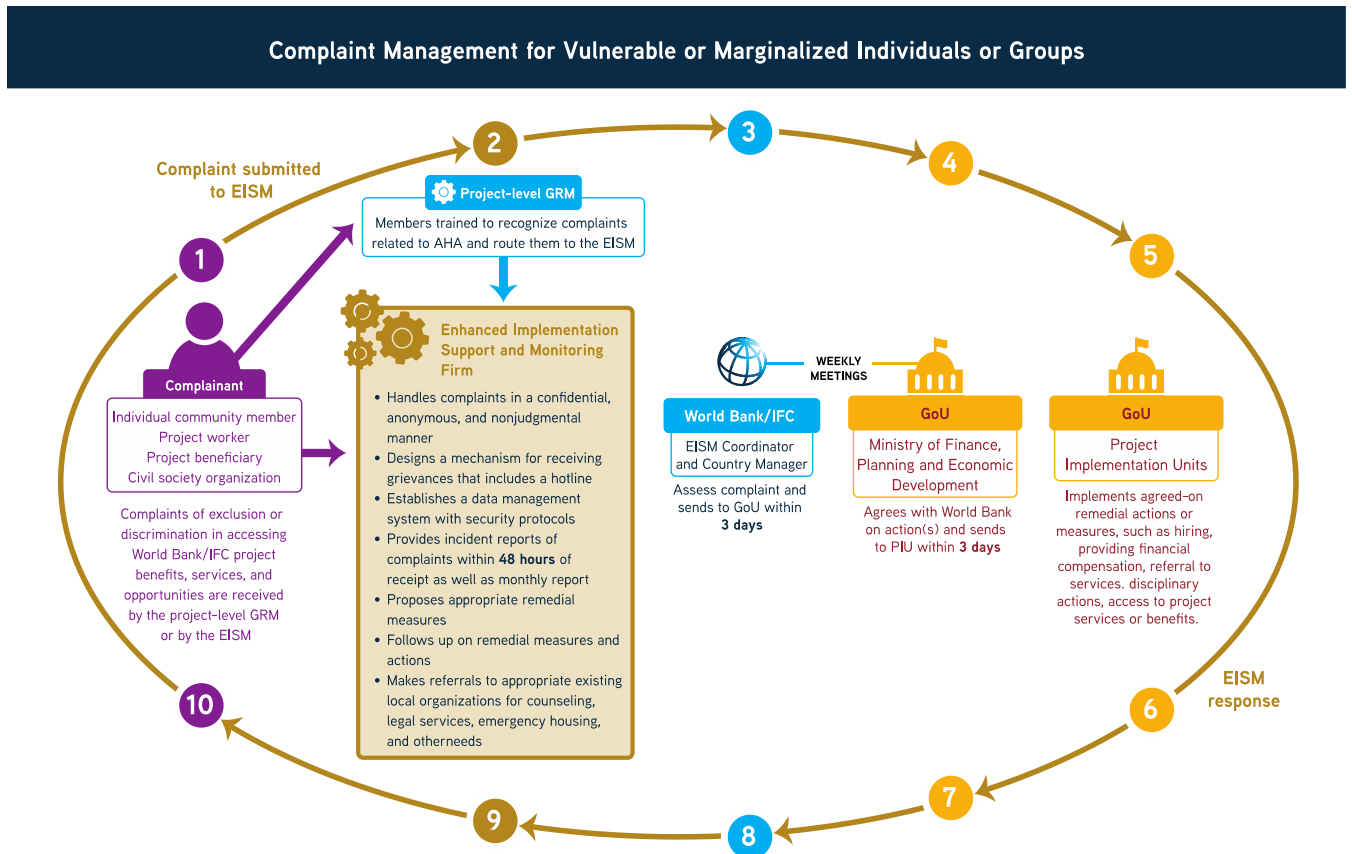 Complaint Management for Vulnerable or Marginalized Individuals or Groups
Complaint submitted
to EISM
1
2
3
4
5
Project-level GRM
Members trained to recognize complaints
related to AHA and route them to the EISM
Complainant
Individual community member
Project worker
Project beneficiary
Civil society organization
Complaints of exclusion or
discrimination in accessing
World Bank/IFC project
benefits, services, and
opportunities are received
by the project-level GRM
or by the EISM
Enhanced Implementation
Support and Monitoring
Firm
• Handles complaints in a confidential,
anonymous, and nonjudgmental
manner
• Designs a mechanism for receiving
grievances that includes a hotline
• Establishes a data management
system with security protocols
• Provides incident reports of
complaints within 48 hours of
receipt as well as monthly report
• Proposes appropriate remedial
measures
• Follows up on remedial measures and
actions
• Makes referrals to appropriate existing
local organizations for counseling,
legal services, emergency housing,
and otherneeds
WEEKLY
MEETINGS
World Bank/IFC
EISM Coordinator
and Country Manager
Assess complaint and
sends to GoU within
3 days
GoU
Ministry of Finance,
Planning and Economic
Development
Agrees with World Bank
on action(s) and sends
to PIU within 3 days
GoU
Project
Implementation Units
Implements agreed-on
remedial actions or
measures, such as hiring,
providing financial
compensation, referral to
services. disciplinary
actions, access to project
services or benefits.
EISM
response
6
7
8
9
10